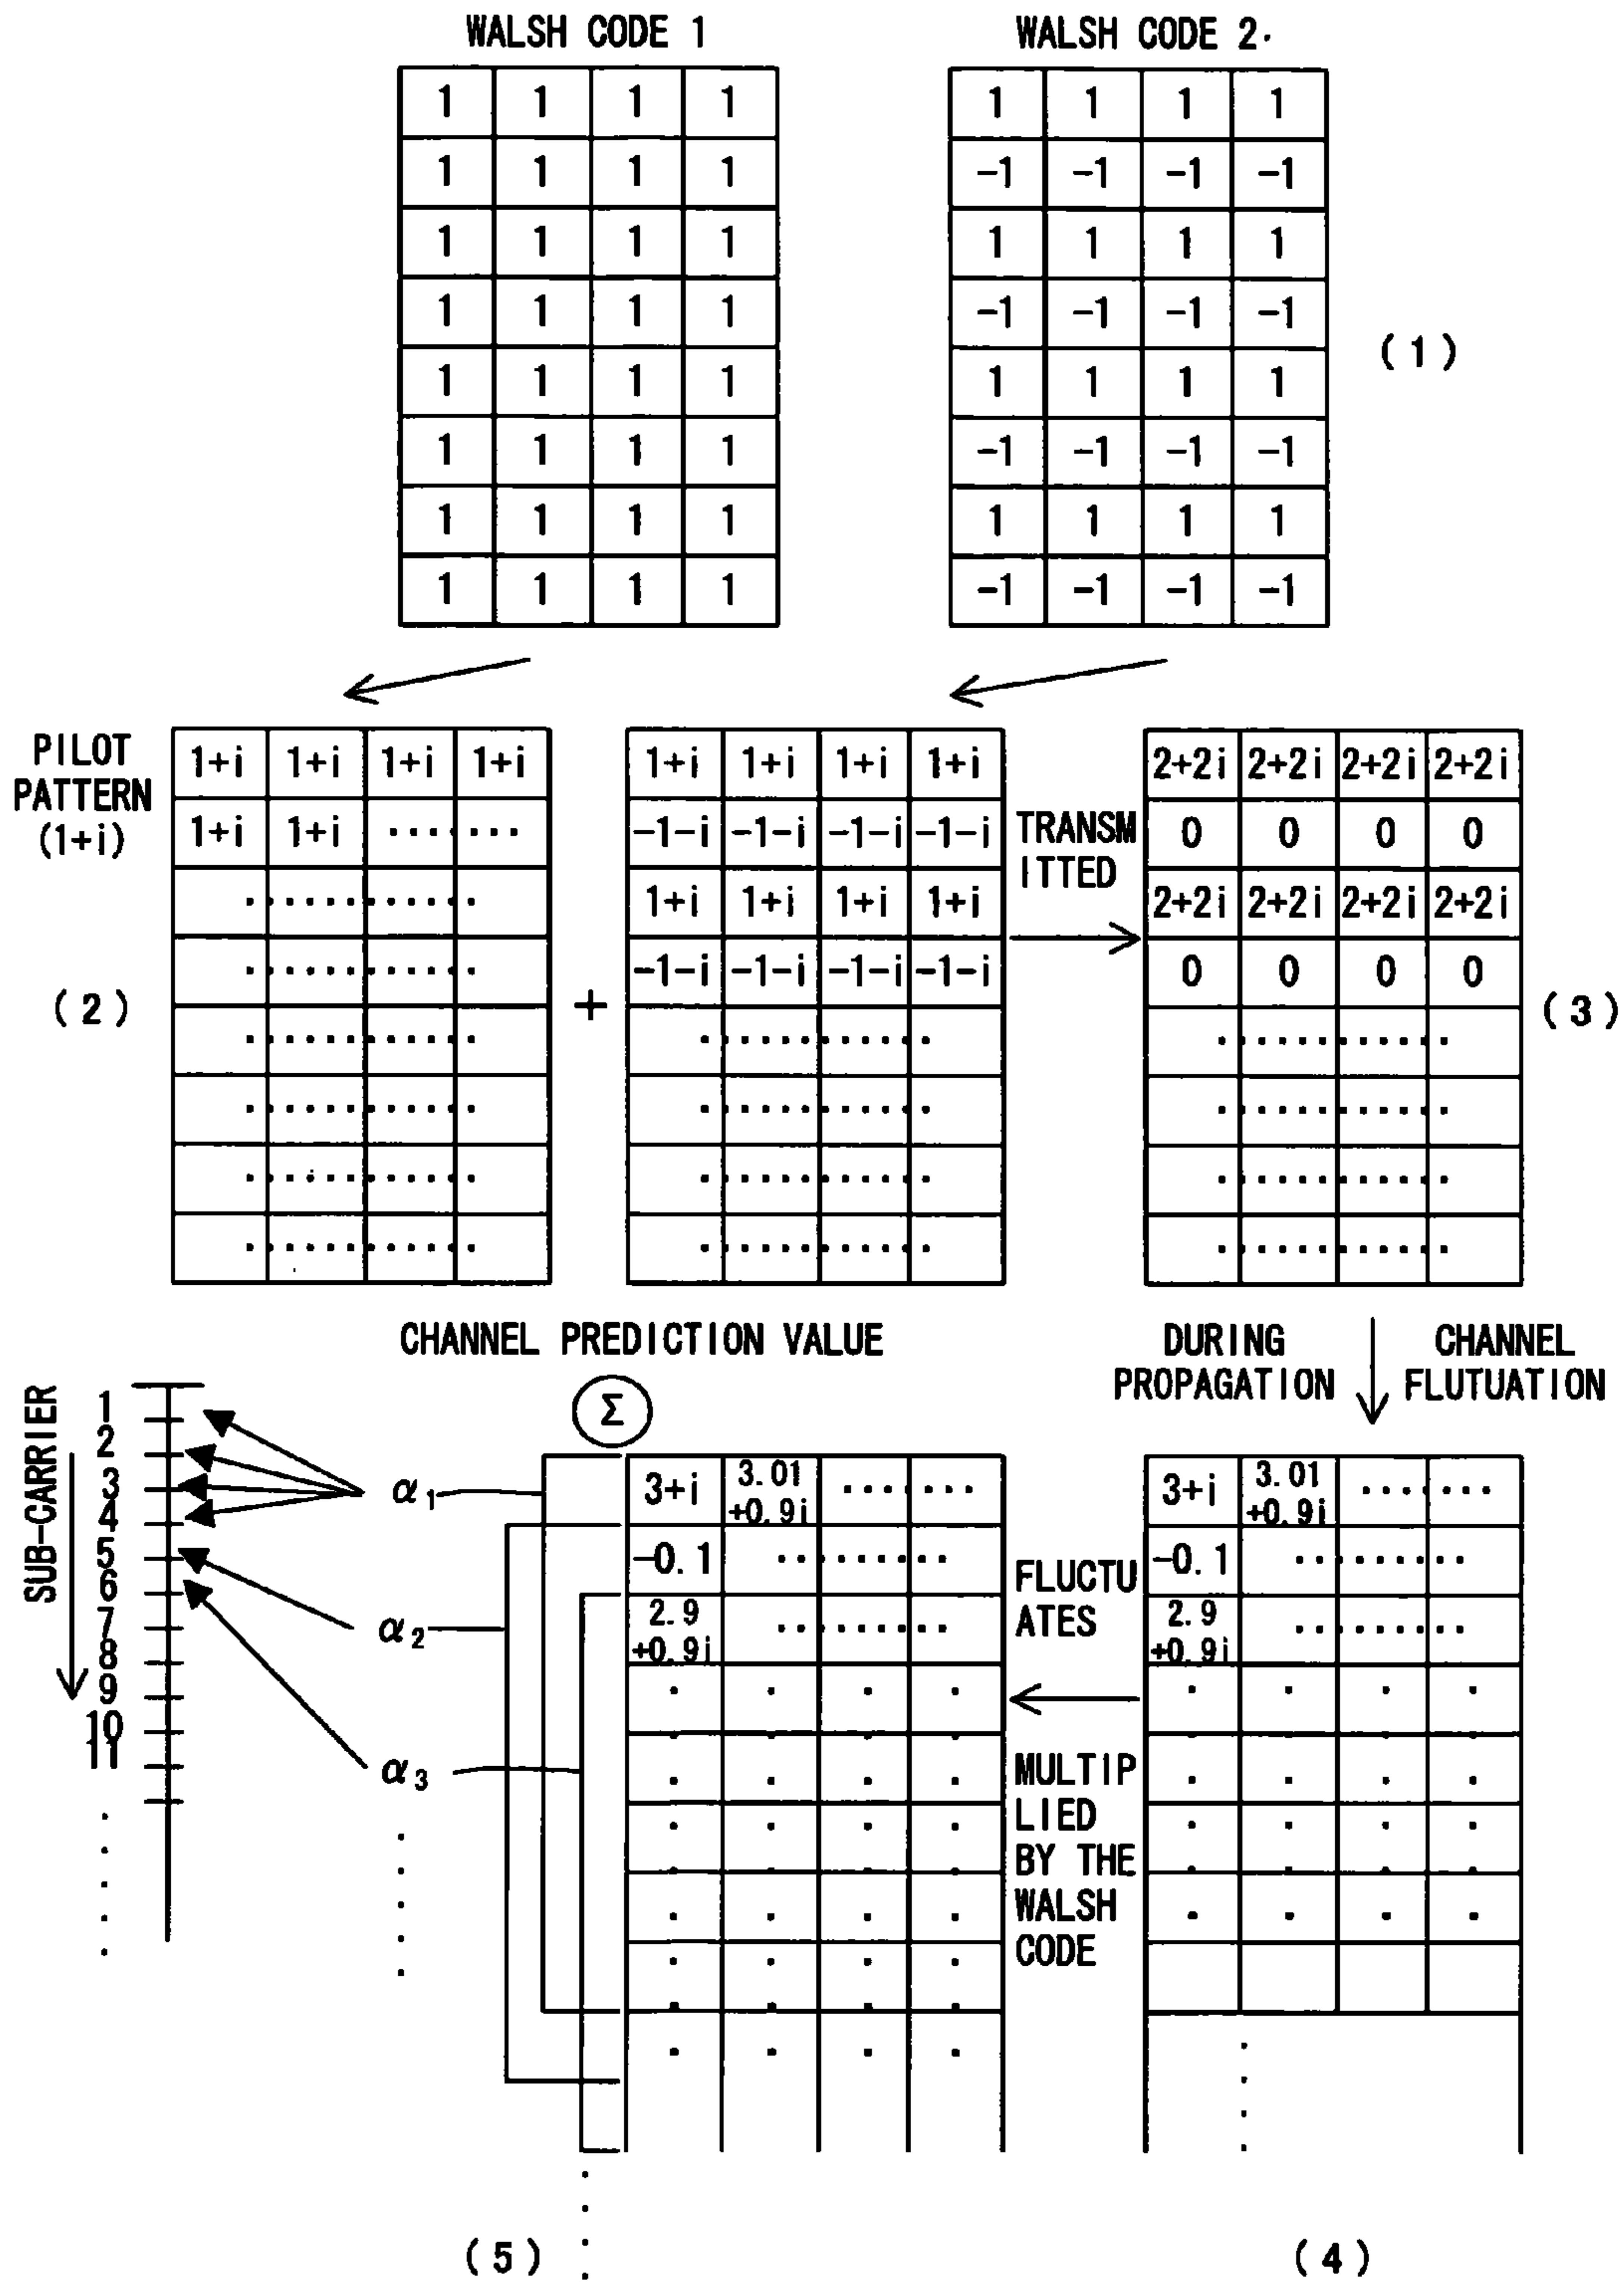 WALSH CODE 1
WALSH CODE 2.
1 1 1 1
1 1 1 1
1 1 1 1
1 1 1 1
1 1 1 1
1 1 1 1
1 1 1 1
1 1 1 1
1 1 1 1
-1 -1 -1 -1
1 1 1 1
-1 -1 -1 -1
1 1 1 1
-1 -1 -1 -1
1 1 1 1
-1 -1 -1 -1
(1)
PILOT
PATTERN
(1+i)
(2)
1+i 1+i 1+i 1+i
1+i 1+i .......
............
............
............
............
............
............
+
1+i 1+i 1+i 1+i
-1-i -1-i -1-i -1-i
1+i 1+i 1+i 1+i
-1-i -1-i -1-i -1-i
............
............
............
............
TRANSM
ITTED
2+2i 2+2i 2+2i 2+2i
0 0 0 0
2+2i 2+2i 2+2i 2+2i
0 0 0 0
............
............
............
............
(3)
CHANNEL PREDICTION VALUE
DURING
PROPAGATION
CHANNEL
FLUTUATION
SUB-CARRIER
1
2
3
4
5
6
7
8
9
10
11
α1
α2
α3
Σ
3+i 3.01
+0.9i .......
-0.1 .........
2.9
+0.9i .........
FLUCTU
ATES
MULTIP
LIED
BY THE
WALSH
CODE
3+i 3.01
+0.9i .......
-0.1 .........
2.9
+0.9i .........
(5)
(4)